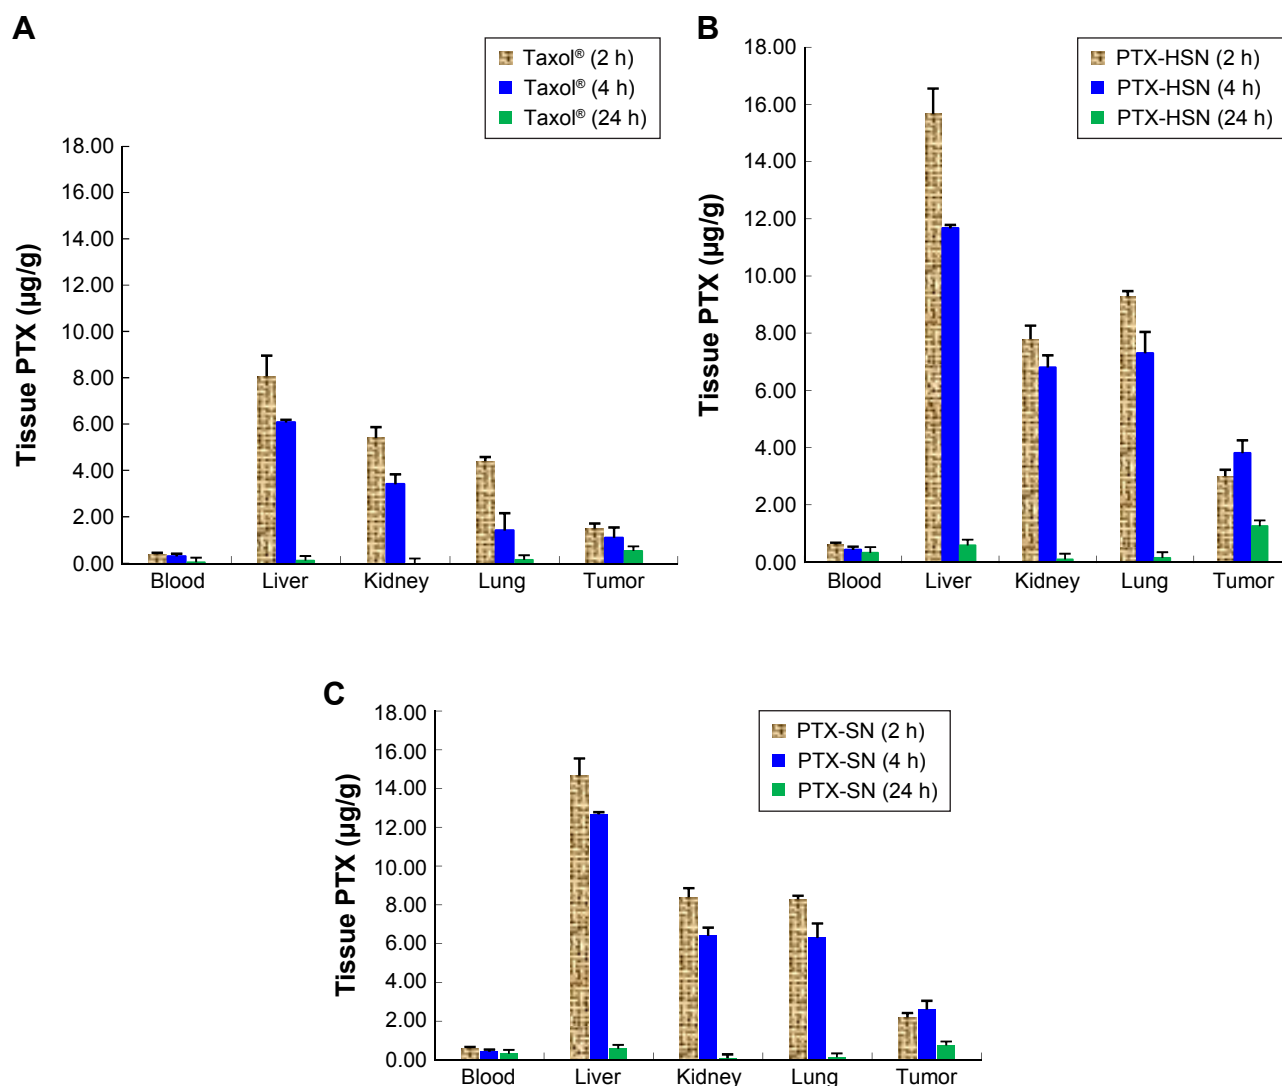 A
Taxol® (2 h)
Taxol® (4 h)
Taxol® (24 h)
Tissue PTX (µg/g)
18.00
16.00
14.00
12.00
10.00
8.00
6.00
4.00
2.00
0.00
Blood Liver Kidney Lung Tumor
B
PTX-HSN (2 h)
PTX-HSN (4 h)
PTX-HSN (24 h)
Tissue PTX (µg/g)
18.00
16.00
14.00
12.00
10.00
8.00
6.00
4.00
2.00
0.00
Blood Liver Kidney Lung Tumor
C
PTX-SN (2 h)
PTX-SN (4 h)
PTX-SN (24 h)
Tissue PTX (µg/g)
18.00
16.00
14.00
12.00
10.00
8.00
6.00
4.00
2.00
0.00
Blood Liver Kidney Lung Tumor